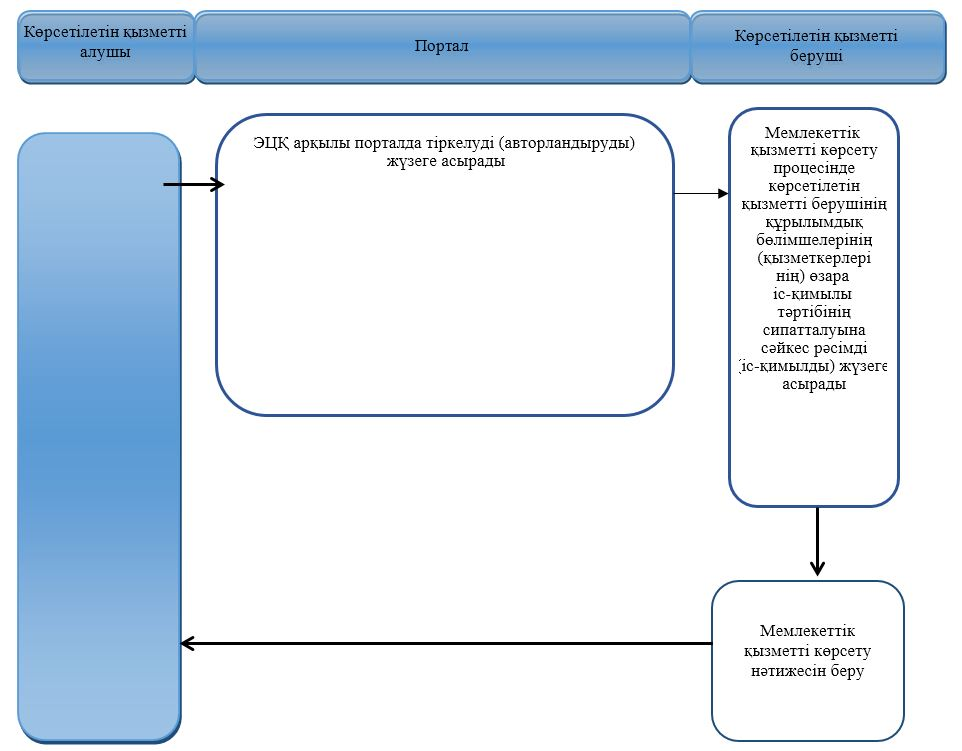 Көрсетілетін қызметті
алушы
Портал
Көрсетілетін қызметті
беруші
ЭЦҚ арқылы порталда тіркелуді (авторландыруды)
жүзеге асырады
Мемлекеттік
қызметті көрсету
процесінде
көрсетілетін
қызметті берушінің
құрылымдық
бөлімшелерінің
(қызметкерлері
нің) өзара
іс-қимылы
тәртібінің
сипатталуына
сәйкес рәсімді
(іс-қимылды) жүзеге
асырады
Мемлекеттік
қызметті көрсету
нәтижесін беру